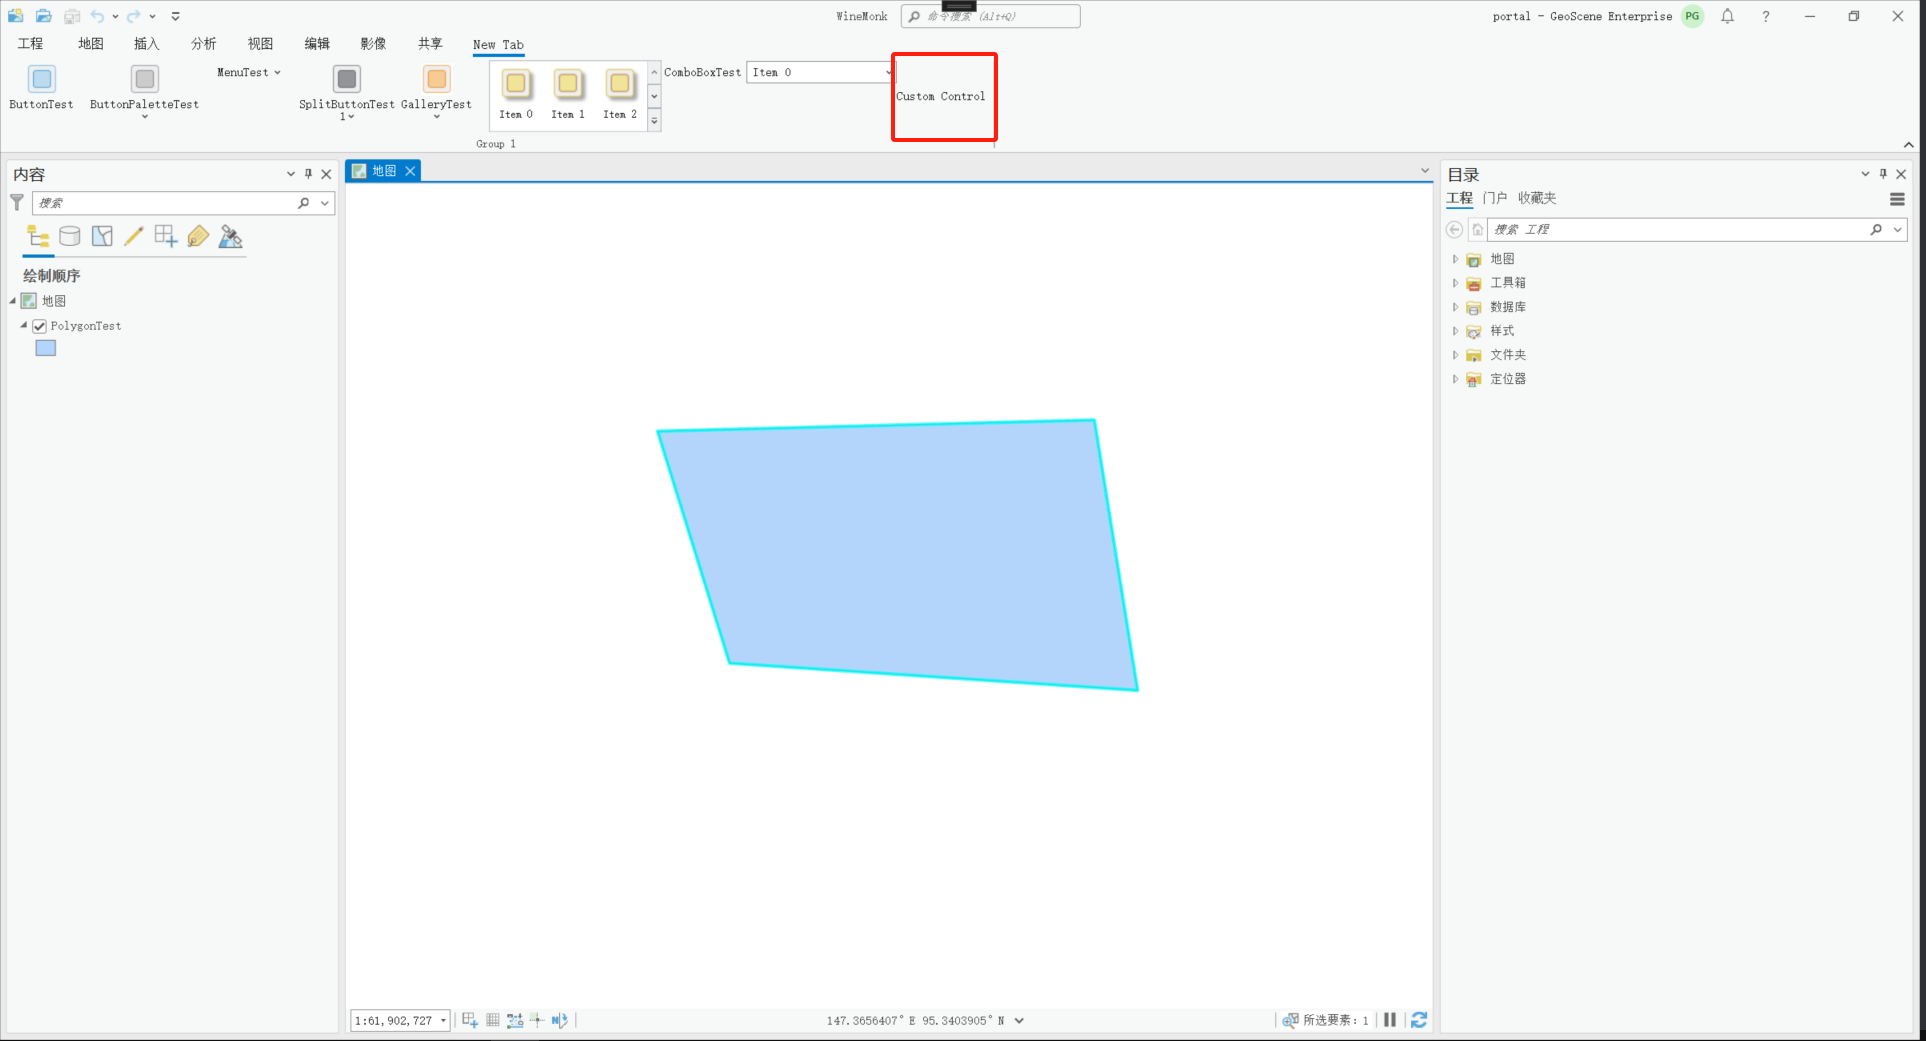 WineMonk
命令搜索 (Alt+Q)
portal - GeoScene Enterprise
PG
工程 地图 插入 分析 视图 编辑 影像 共享 New Tab
ButtonTest
ButtonPaletteTest
MenuTest
SplitButtonTest
1
GalleryTest
Item 0 Item 1 Item 2
ComboBoxTest Item 0
Custom Control
Group 1
内容
搜索
绘制顺序
地图
PolygonTest
地图
1:61,902,727
147.3656407°E 95.3403905°N
所选要素: 1
目录
工程 门户 收藏夹
搜索 工程
地图
工具箱
数据库
样式
文件夹
定位器